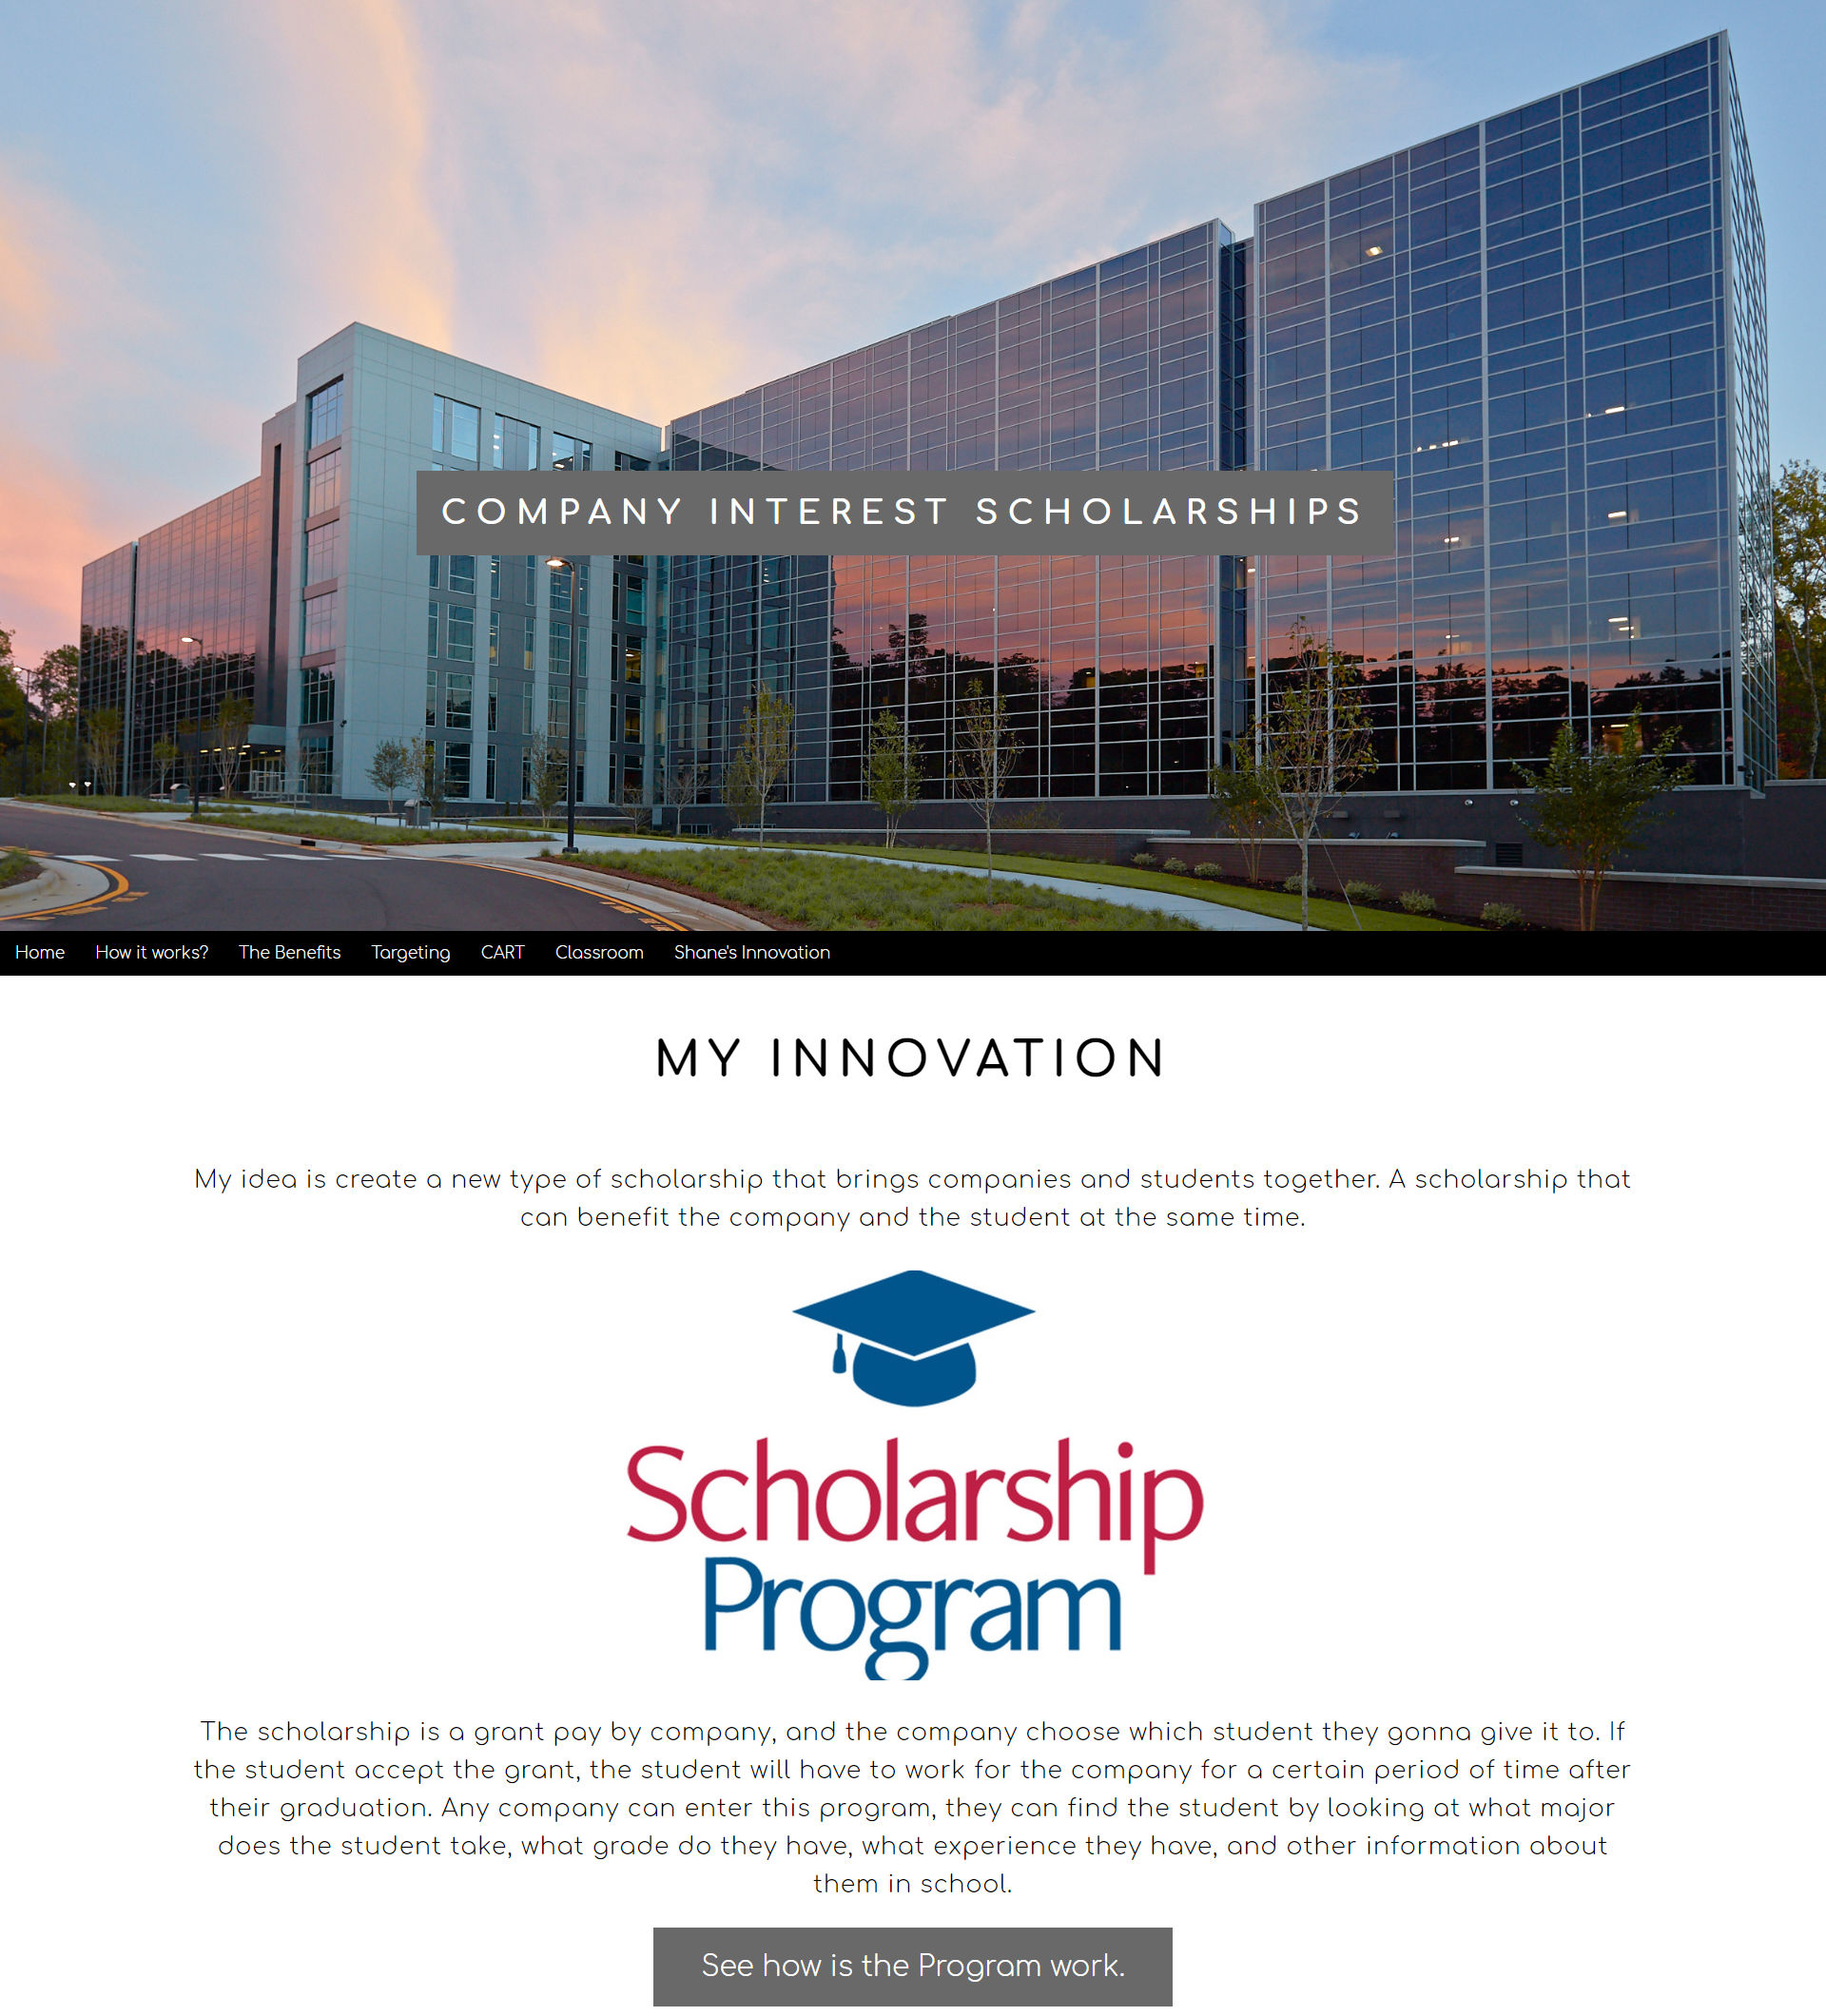 COMPANY INTEREST SCHOLARSHIPS
Home How it works? The Benefits Targeting CART Classroom Shane's Innovation
MY INNOVATION
My idea is create a new type of scholarship that brings companies and students together. A scholarship that
can benefit the company and the student at the same time.
Scholarship
Program
The scholarship is a grant pay by company, and the company choose which student they gonna give it to. If
the student accept the grant, the student will have to work for the company for a certain period of time after
their graduation. Any company can enter this program, they can find the student by looking at what major
does the student take, what grade do they have, what experience they have, and other information about
them in school.
See how is the Program work.